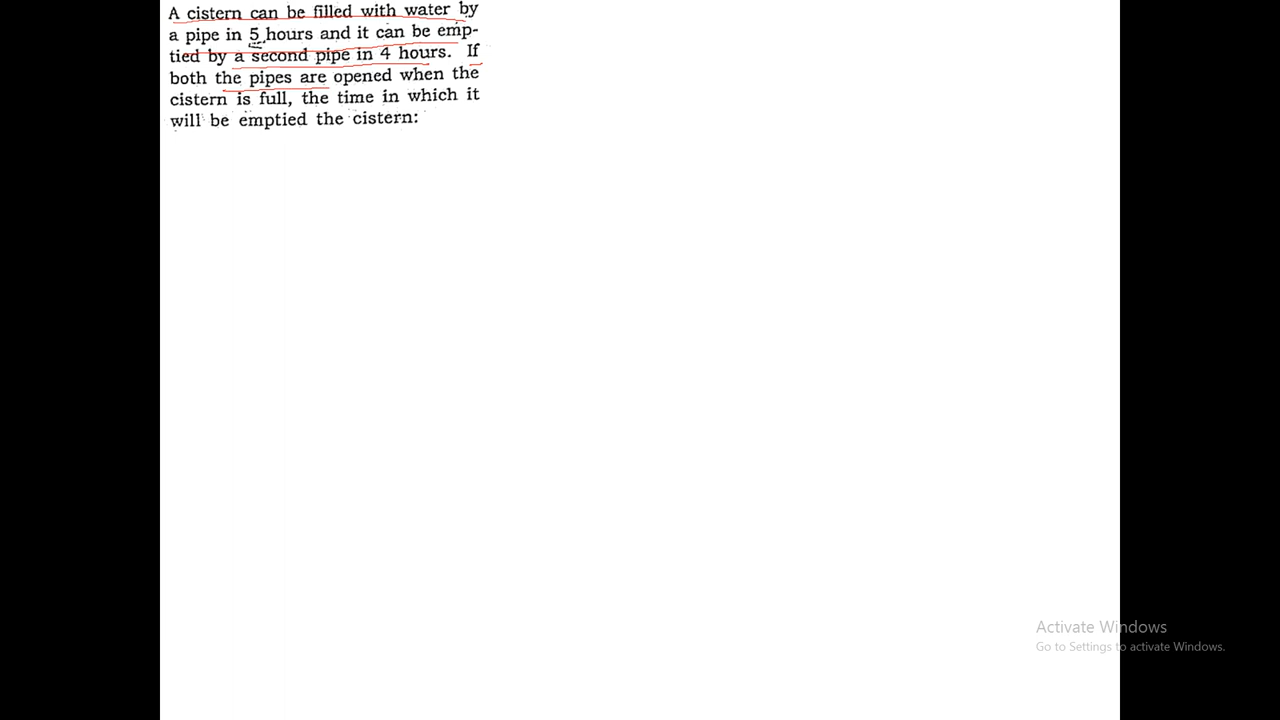 A cistern can be filled with water by
a pipe in 5 hours and it can be emp-
tied by a second pipe in 4 hours. If
both the pipes are opened when the
cistern is full, the time in which it
will be emptied the cistern:
Activate Windows
Go to Settings to activate Windows.